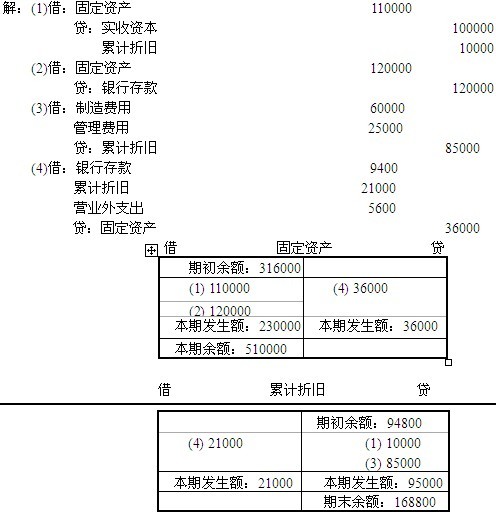 解：(1)借：固定资产 110000
贷：实收资本 100000
累计折旧 10000
(2)借：固定资产 120000
贷：银行存款 120000
(3)借：制造费用 60000
管理费用 25000
贷：累计折旧 85000
(4)借：银行存款 9400
累计折旧 21000
营业外支出 5600
贷：固定资产 36000
借 固定资产 贷
期初余额：316000
(1) 110000 (4) 36000
(2) 120000
本期发生额：230000 本期发生额：36000
本期余额：510000
借 累计折旧 贷
期初余额：94800
(4) 21000 (1) 10000
(3) 85000
本期发生额：21000 本期发生额：95000
期末余额：168800